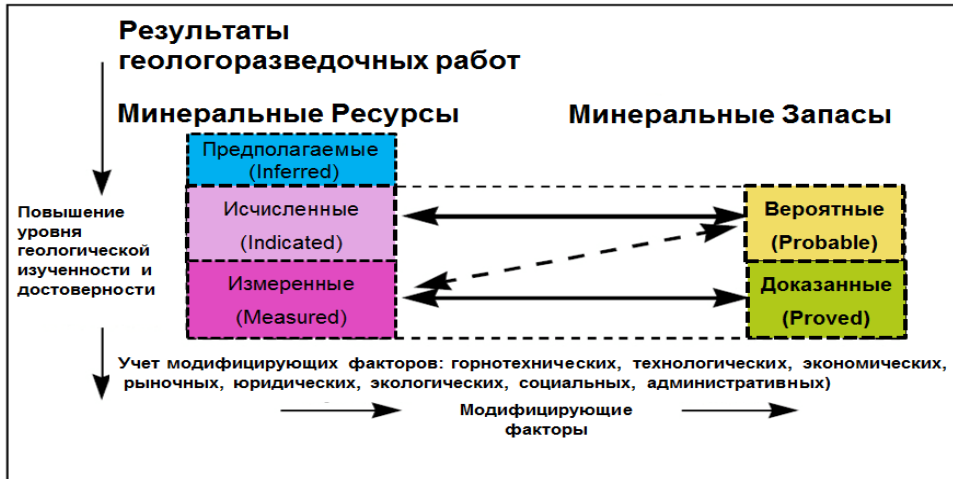 Результаты
геологоразведочных работ
Минеральные Ресурсы
Минеральные Запасы
Предполагаемые
(Inferred)
Исчисленные
(Indicated)
Измеренные
(Measured)
Вероятные
(Probable)
Доказанные
(Proved)
Повышение
уровня
геологической
изученности и
достоверности
Учет модифицирующих факторов: горнотехнических, технологических, экономических,
рыночных, юридических, экологических, социальных, административных)
Модифицирующие
факторы